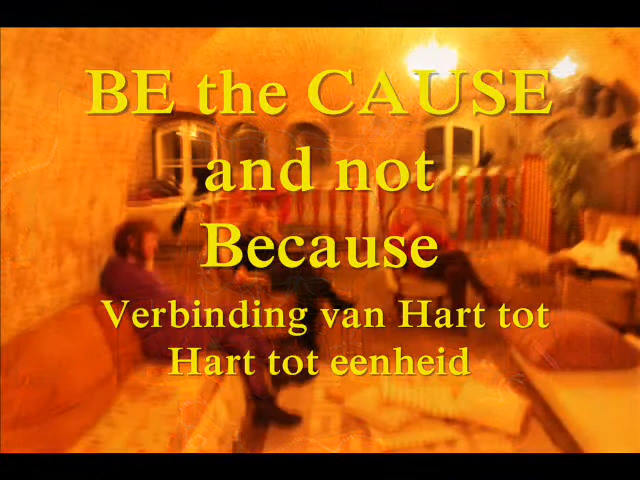 BE the CAUSE
and not
Because
Verbinding van Hart tot
Hart tot eenheid